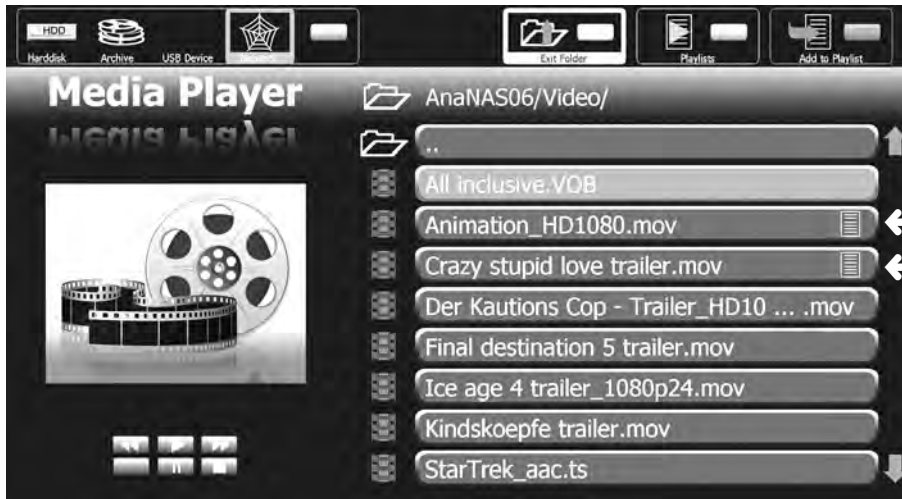 HDD
Harddisk Archive USB Device Exit Folder Playlists Add to Playlist
Media Player
AnaNAS06/Video/
..
All inclusive.VOB
Animation_HD1080.mov
Crazy stupid love trailer.mov
Der Kautions Cop - Trailer_HD10 ... .mov
Final destination 5 trailer.mov
Ice age 4 trailer_1080p24.mov
Kindskoepfe trailer.mov
StarTrek_aac.ts